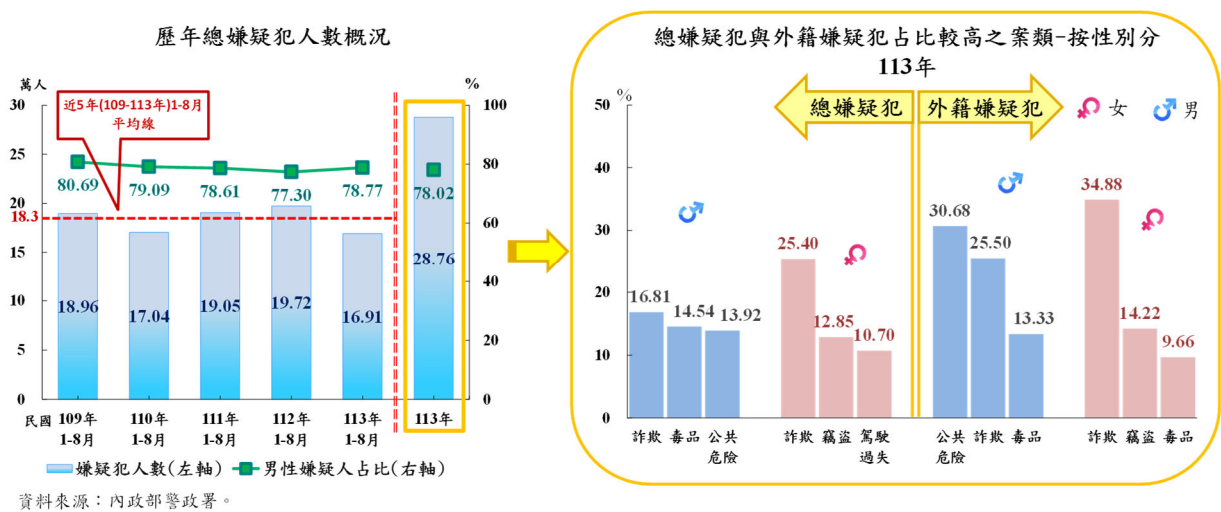 歷年總嫌疑犯人數概況
萬人
%
近5年(109-113年)1-8月
平均線
30
25
20
18.3
15
10
5
0
100
80
60
40
20
0
80.69
79.09
78.61
77.30
78.77
78.02
18.96
17.04
19.05
19.72
16.91
28.76
民國
109年
1-8月
110年
1-8月
111年
1-8月
112年
1-8月
113年
1-8月
113年
嫌疑犯人數(左軸)
男性嫌疑人占比(右軸)
資料來源：內政部警政署。
總嫌疑犯與外籍嫌疑犯占比較高之案類-按性別分
113年
%
50
40
30
20
10
0
總嫌疑犯
外籍嫌疑犯
女
男
16.81
14.54
13.92
25.40
12.85
10.70
30.68
25.50
13.33
34.88
14.22
9.66
詐欺
毒品
公共
危險
詐欺
竊盜
駕駛
過失
公共
危險
詐欺
毒品
詐欺
竊盜
毒品